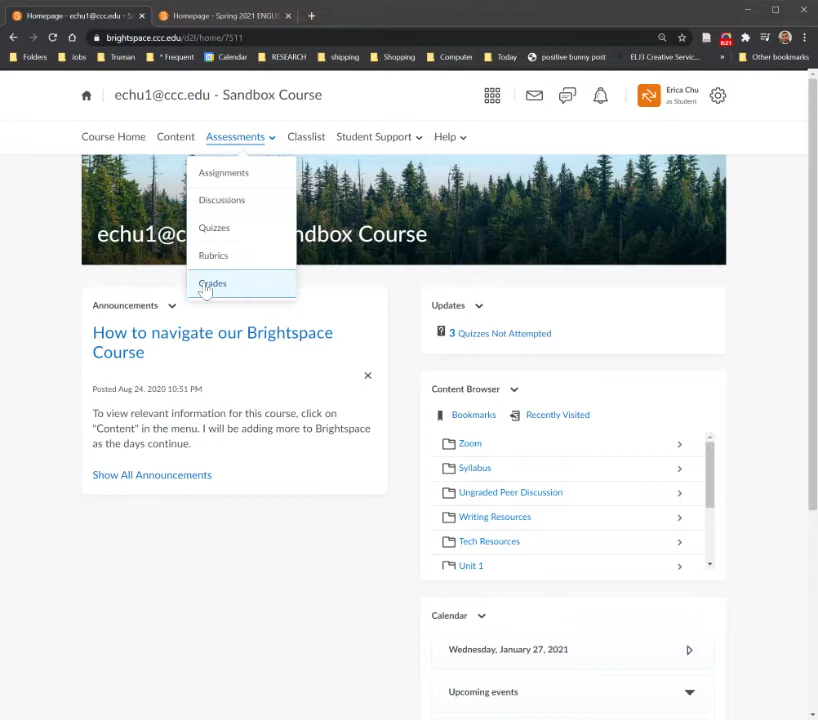 Homepage - echu1@ccc.edu - S
Homepage - Spring 2021 ENGL
brightspace.ccc.edu/d2l/home/7511
0:21
Folders
Jobs
Truman
* Frequent
Calendar
RESEARCH
shipping
Shopping
Computer
Today
positive bunny post
ELJ3 Creative Servic...
»
Other bookmarks
echu1@ccc.edu - Sandbox Course
Erica Chu
as Student
Course Home
Content
Assessments
Classlist
Student Support
Help
Assignments
Discussions
Quizzes
Rubrics
Grades
echu1@c
ndbox Course
Announcements
How to navigate our Brightspace
Course
Posted Aug 24, 2020 10:51 PM
To view relevant information for this course, click on
"Content" in the menu. I will be adding more to Brightspace
as the days continue.
Show All Announcements
Updates
3 Quizzes Not Attempted
Content Browser
Bookmarks
Recently Visited
Zoom
Syllabus
Ungraded Peer Discussion
Writing Resources
Tech Resources
Unit 1
Calendar
Wednesday, January 27, 2021
Upcoming events